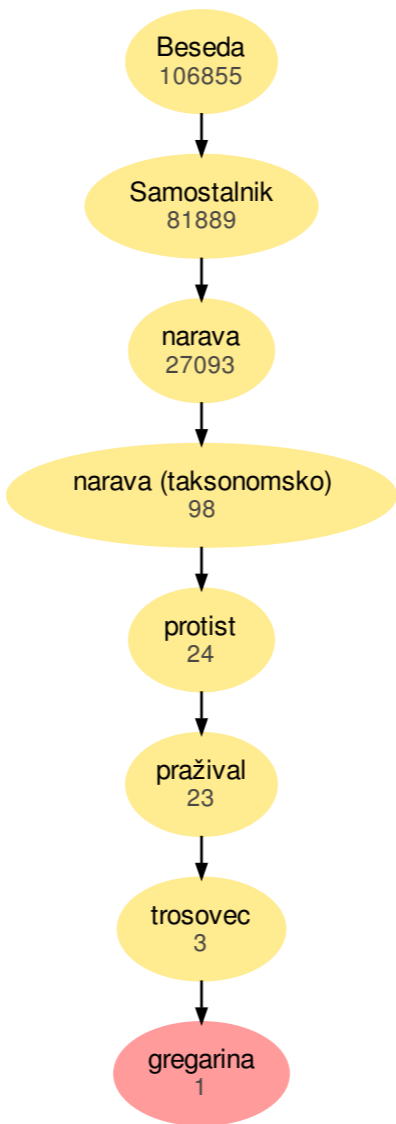 Beseda
106855
Samostalnik
81889
narava
27093
narava (taksonomsko)
98
protist
24
pražival
23
trosovec
3
gregarina
1